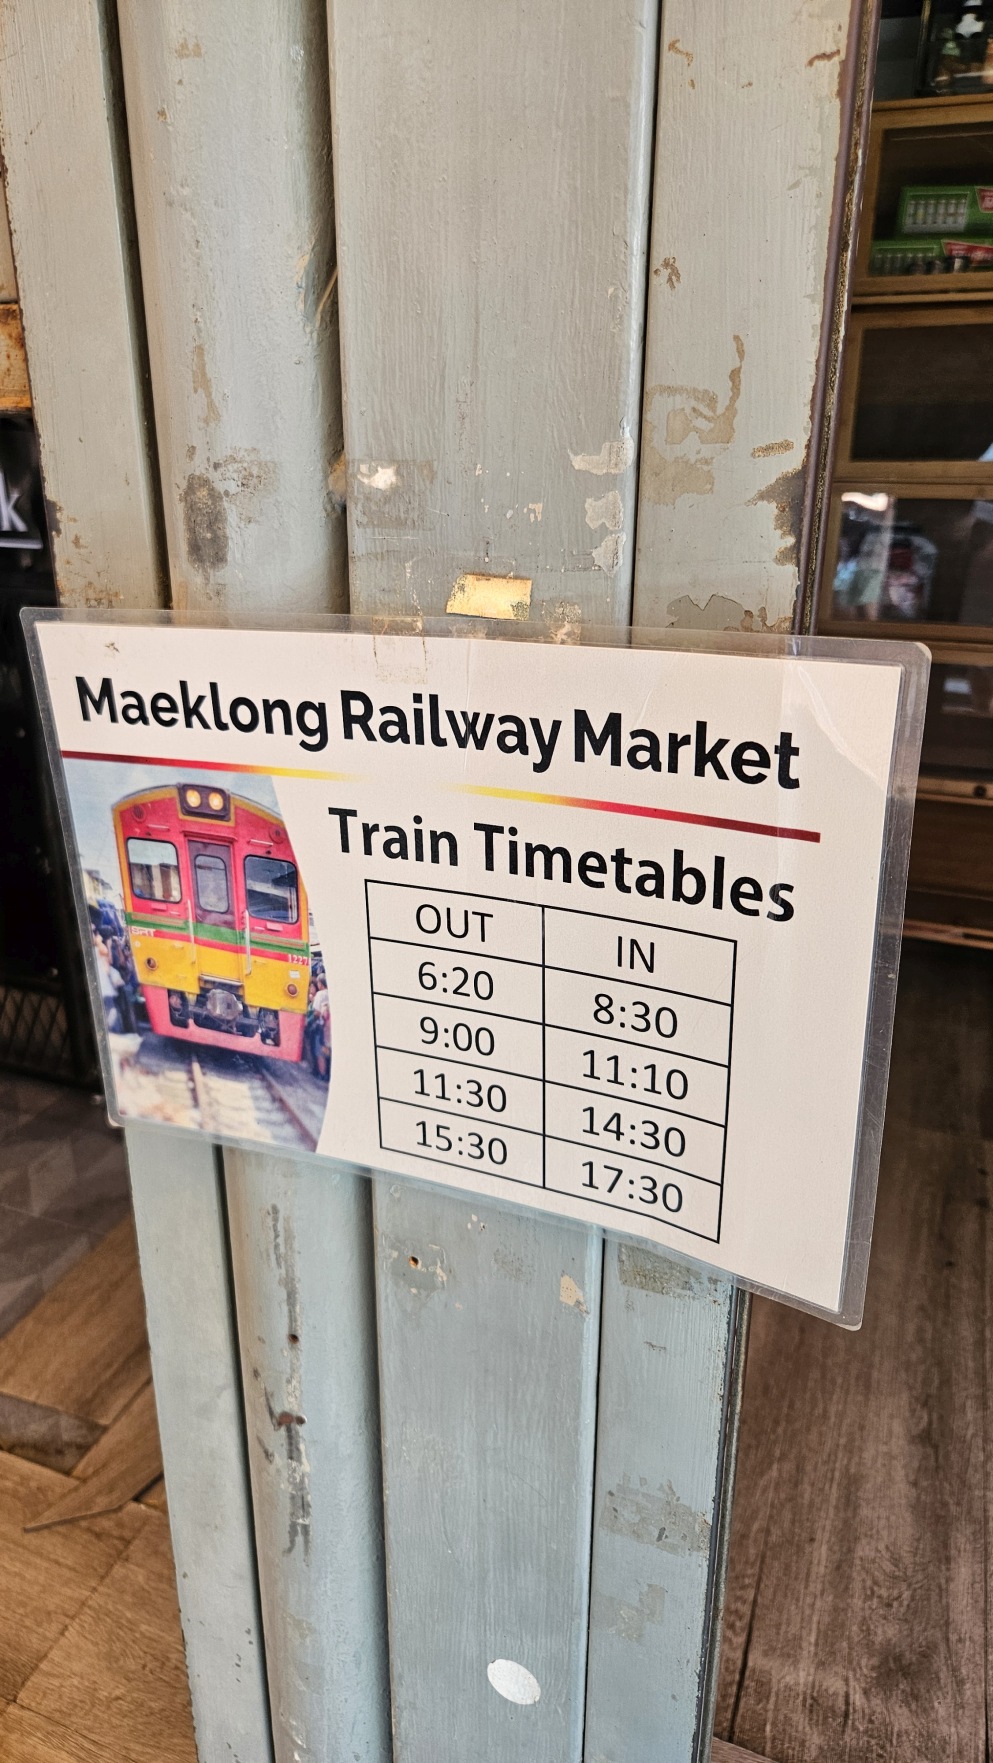 Maeklong Railway Market
Train Timetables
OUT IN
6:20 8:30
9:00 11:10
11:30 14:30
15:30 17:30
k